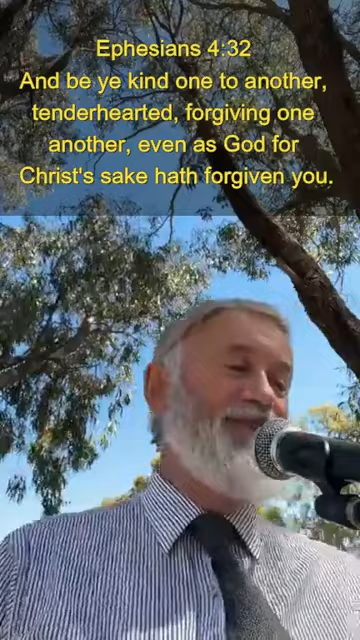 Ephesians 4:32
And be ye kind one to another,
tenderhearted, forgiving one
another, even as God for
Christ's sake hath forgiven you.